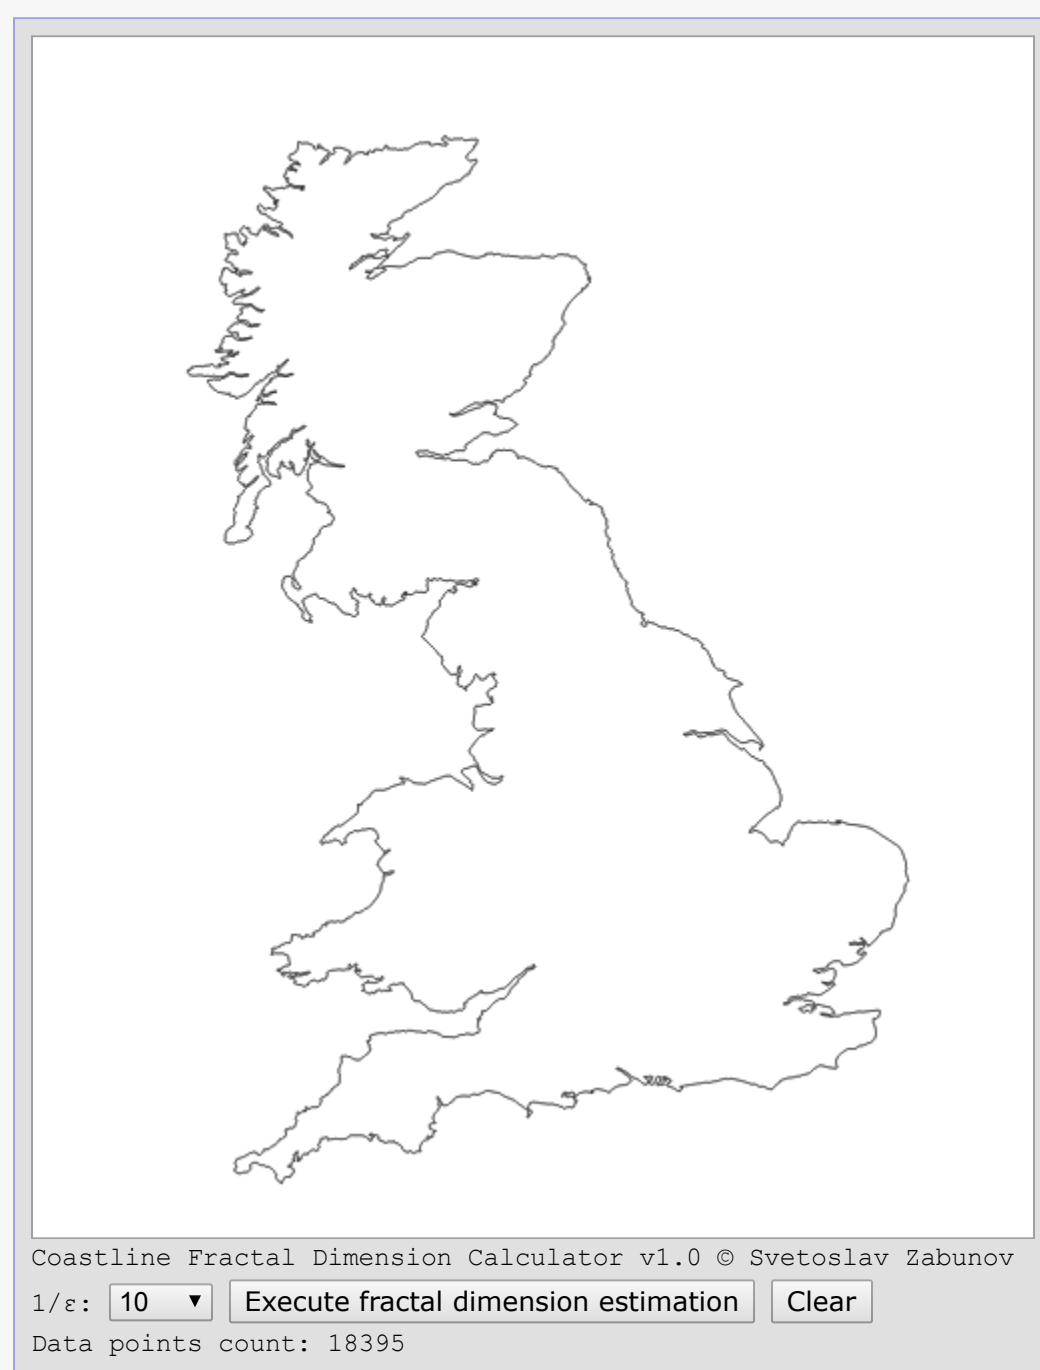 Coastline Fractal Dimension Calculator v1.0 © Svetoslav Zabunov
1/ε: 10 ▼ Execute fractal dimension estimation Clear
Data points count: 18395